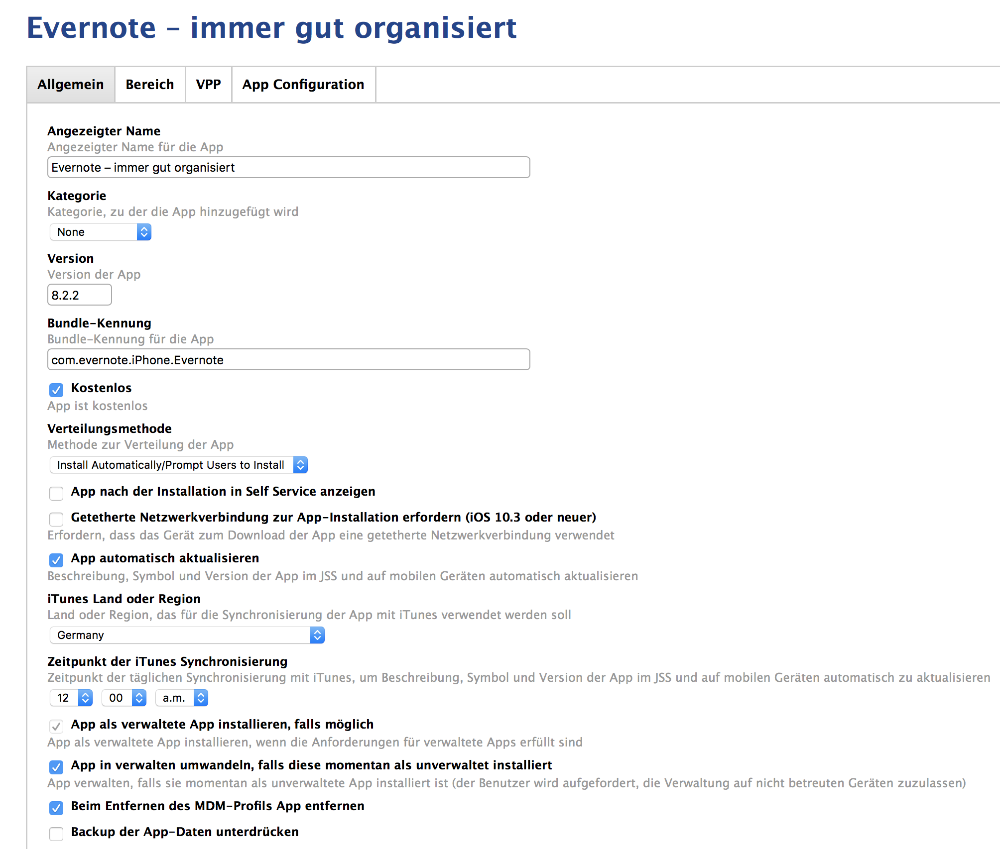 Evernote – immer gut organisiert
Allgemein
Bereich
VPP
App Configuration
Angezeigter Name
Angezeigter Name für die App
Evernote – immer gut organisiert
Kategorie
Kategorie, zu der die App hinzugefügt wird
None
Version
Version der App
8.2.2
Bundle-Kennung
Bundle-Kennung für die App
com.evernote.iPhone.Evernote
Kostenlos
App ist kostenlos
Verteilungsmethode
Methode zur Verteilung der App
Install Automatically/Prompt Users to Install
App nach der Installation in Self Service anzeigen
Getetherte Netzwerkverbindung zur App-Installation erfordern (iOS 10.3 oder neuer)
Erfordern, dass das Gerät zum Download der App eine getetherte Netzwerkverbindung verwendet
App automatisch aktualisieren
Beschreibung, Symbol und Version der App im JSS und auf mobilen Geräten automatisch aktualisieren
iTunes Land oder Region
Land oder Region, das für die Synchronisierung der App mit iTunes verwendet werden soll
Germany
Zeitpunkt der iTunes Synchronisierung
Zeitpunkt der täglichen Synchronisierung mit iTunes, um Beschreibung, Symbol und Version der App im JSS und auf mobilen Geräten automatisch zu aktualisieren
12 00 a.m.
App als verwaltete App installieren, falls möglich
App als verwaltete App installieren, wenn die Anforderungen für verwaltete Apps erfüllt sind
App in verwalten umwandeln, falls diese momentan als unverwaltet installiert
App verwalten, falls sie momentan als unverwaltete App installiert ist (der Benutzer wird aufgefordert, die Verwaltung auf nicht betreuten Geräten zuzulassen)
Beim Entfernen des MDM-Profils App entfernen
Backup der App-Daten unterdrücken